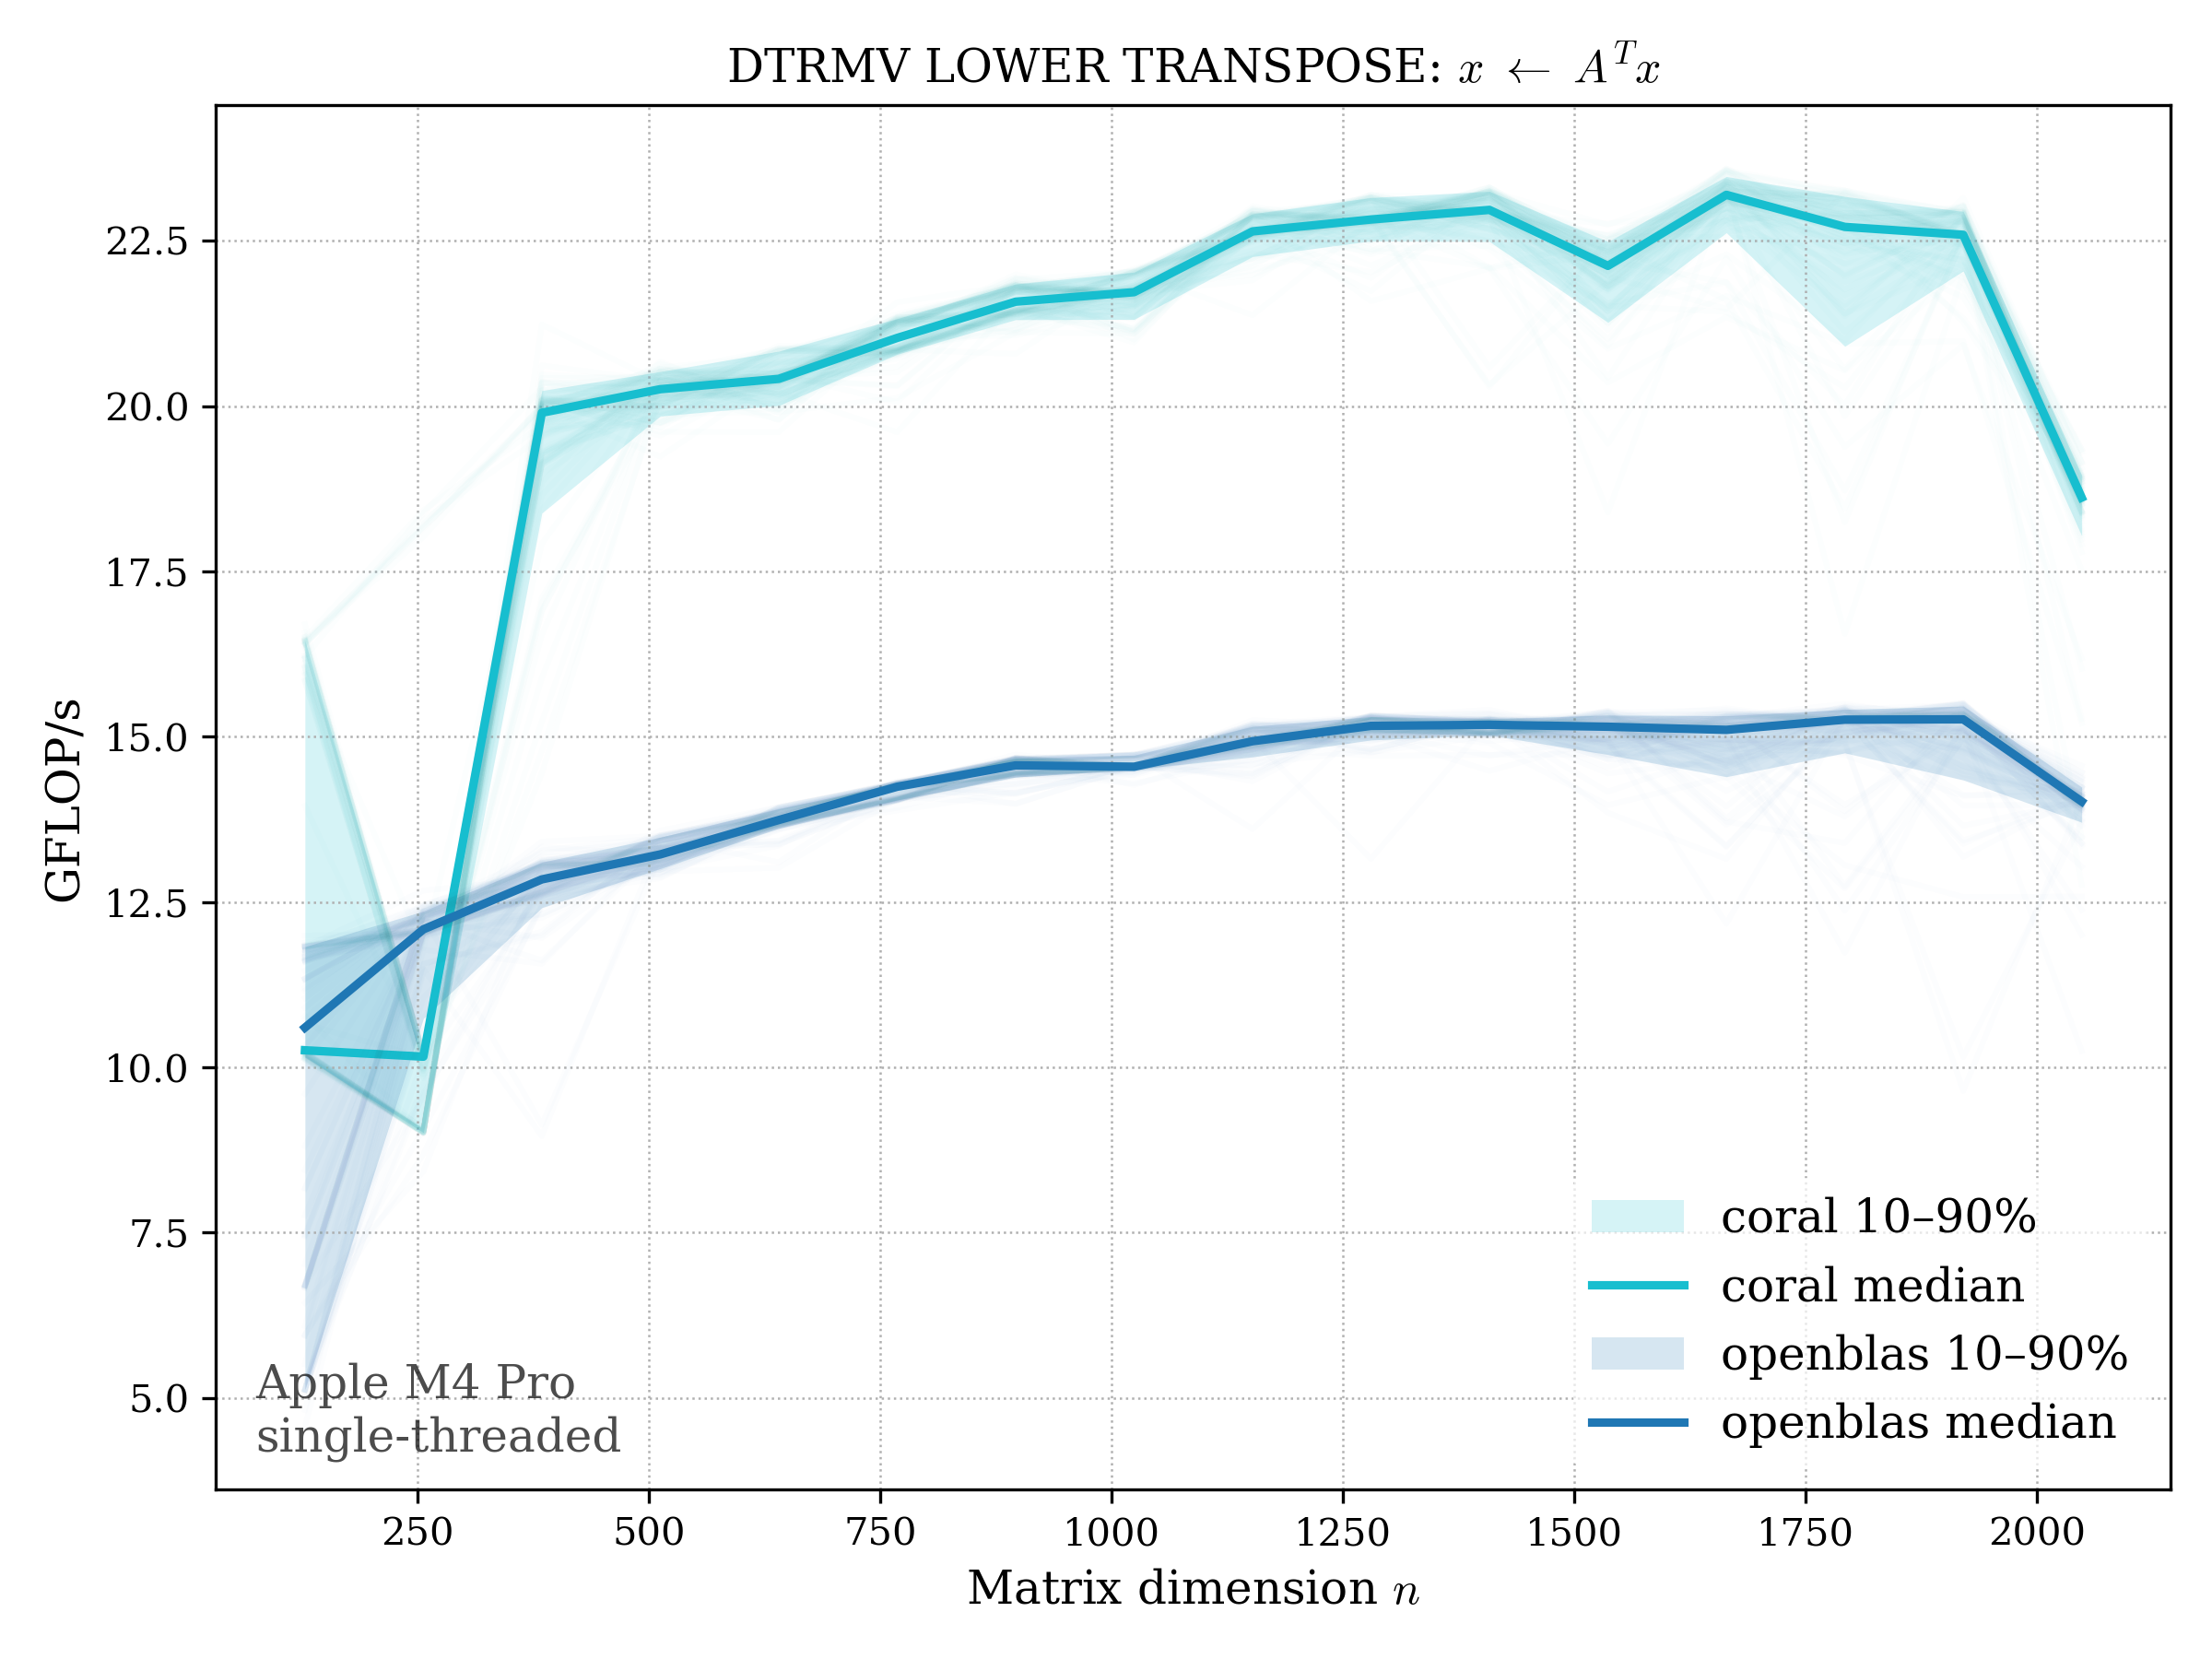 DTRMV LOWER TRANSPOSE: x ← Aᵀx
GFLOP/s
22.5
20.0
17.5
15.0
12.5
10.0
7.5
5.0
Apple M4 Pro
single-threaded
coral 10–90%
coral median
openblas 10–90%
openblas median
250 500 750 1000 1250 1500 1750 2000
Matrix dimension n